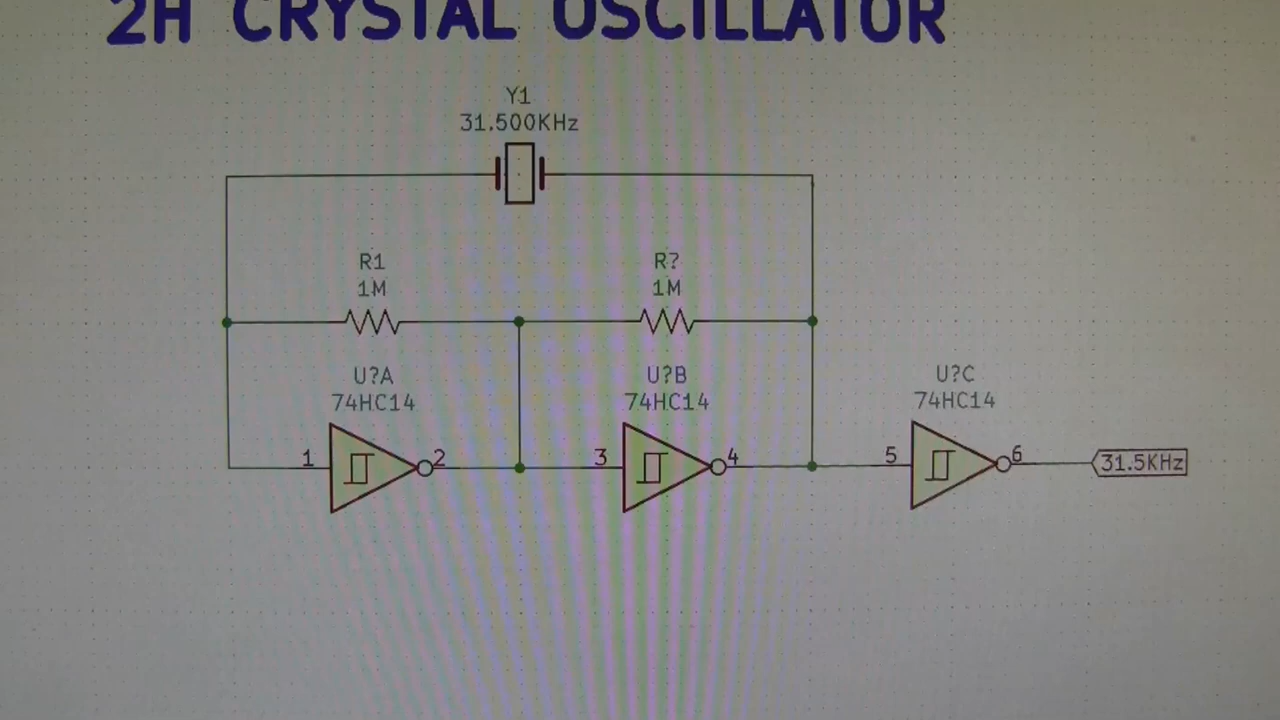 2H CRYSTAL OSCILLATOR
Y1
31.500KHz
R1
1M
R?
1M
U?A
74HC14
U?B
74HC14
U?C
74HC14
1
2
3
4
5
6
31.5KHz